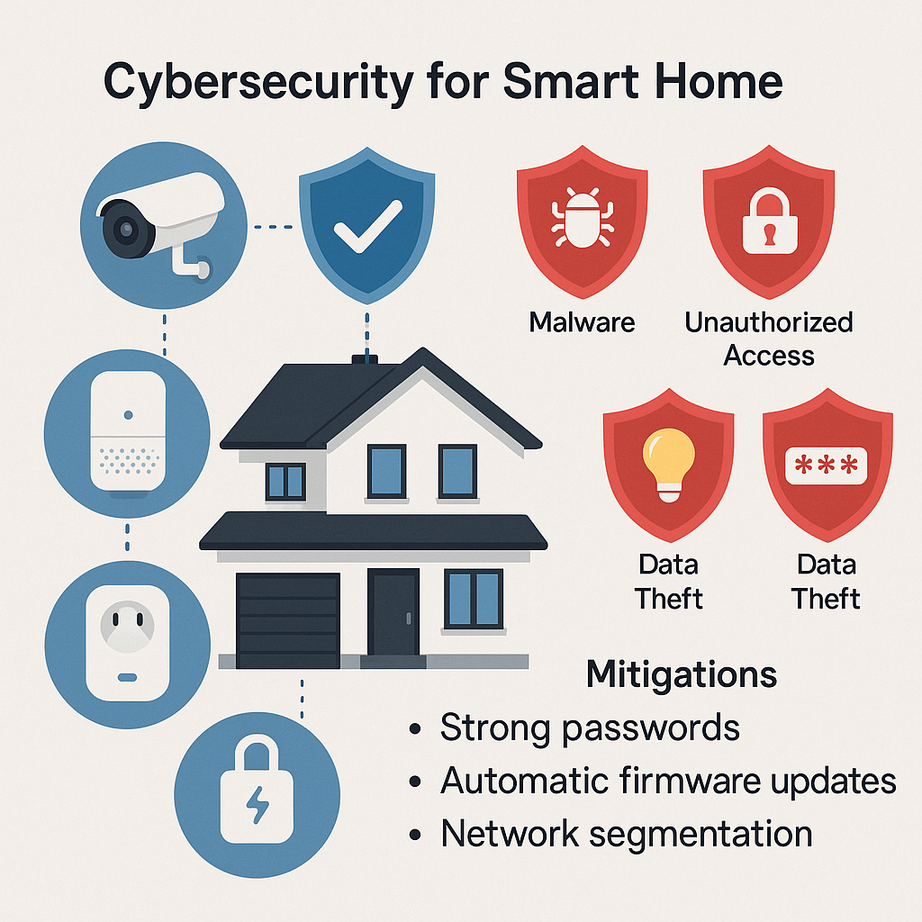 Cybersecurity for Smart Home
Malware
Unauthorized
Access
Data
Theft
***
Data
Theft
Mitigations
• Strong passwords
• Automatic firmware updates
• Network segmentation